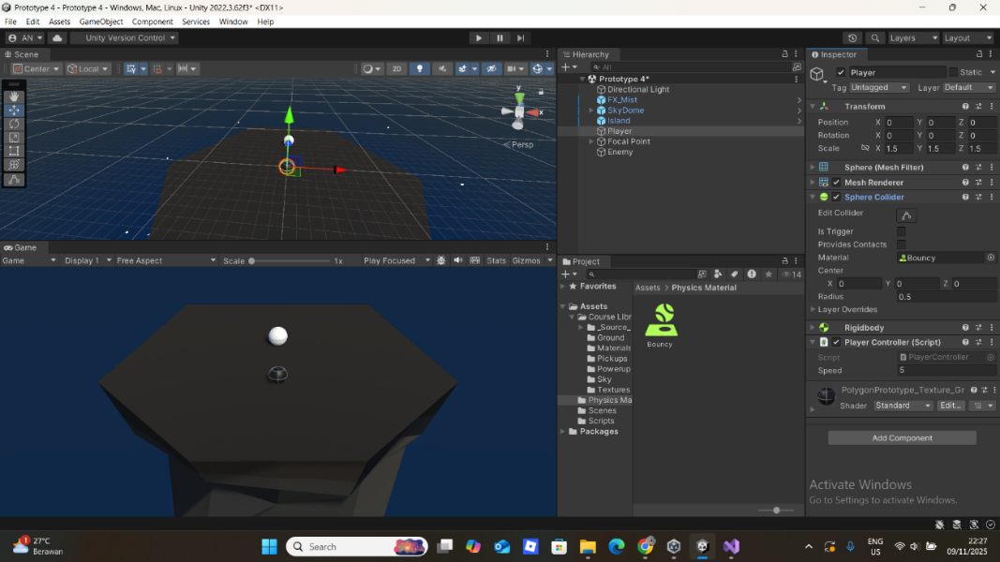 Prototype 4 - Prototype 4 - Windows, Mac, Linux - Unity 2022.3.62f3* <DX11>
File Edit Assets GameObject Component Services Window Help
AN Unity Version Control Layers Layout
Scene
Center Local 2D
y
x
Persp
Game
Game Display 1 Free Aspect Scale 1x Play Focused Stats Gizmos
Hierarchy
All
Prototype 4*
Directional Light
FX_Mist
SkyDome
Island
Player
Focal Point
Enemy
Project
14
Favorites
Assets
Course Libr
_Source_
Ground
Materials
Pickups
Powerup
Sky
Textures
Physics Ma
Scenes
Scripts
Packages
Assets > Physics Material
Bouncy
Inspector
Player Static
Tag Untagged Layer Default
Transform
Position X 0 Y 0 Z 0
Rotation X 0 Y 0 Z 0
Scale X 1.5 Y 1.5 Z 1.5
Sphere (Mesh Filter)
Mesh Renderer
Sphere Collider
Edit Collider
Is Trigger
Provides Contacts
Material Bouncy
Center
X 0 Y 0 Z 0
Radius 0.5
Layer Overrides
Rigidbody
Player Controller (Script)
Script PlayerController
Speed 5
PolygonPrototype_Texture_Gr
Shader Standard Edit...
Add Component
Activate Windows
Go to Settings to activate Windows.
1
27°C
Berawan
Search
ENG
US
22:27
09/11/2025